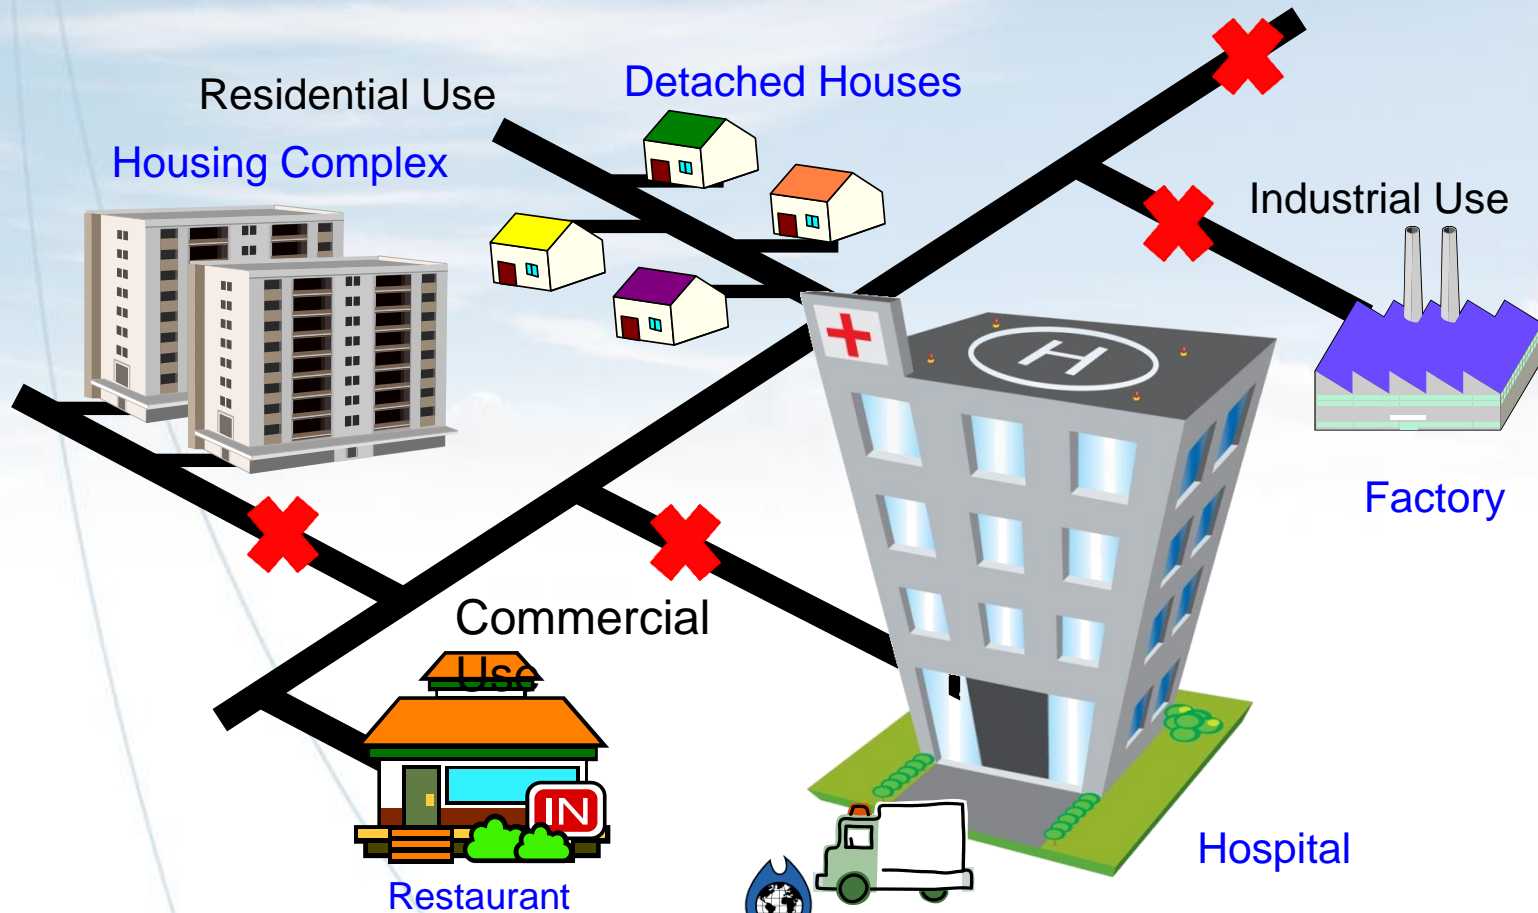 Residential Use
Detached Houses
Housing Complex
Industrial Use
H
Factory
Commercial
Use
IN
Hospital
Restaurant